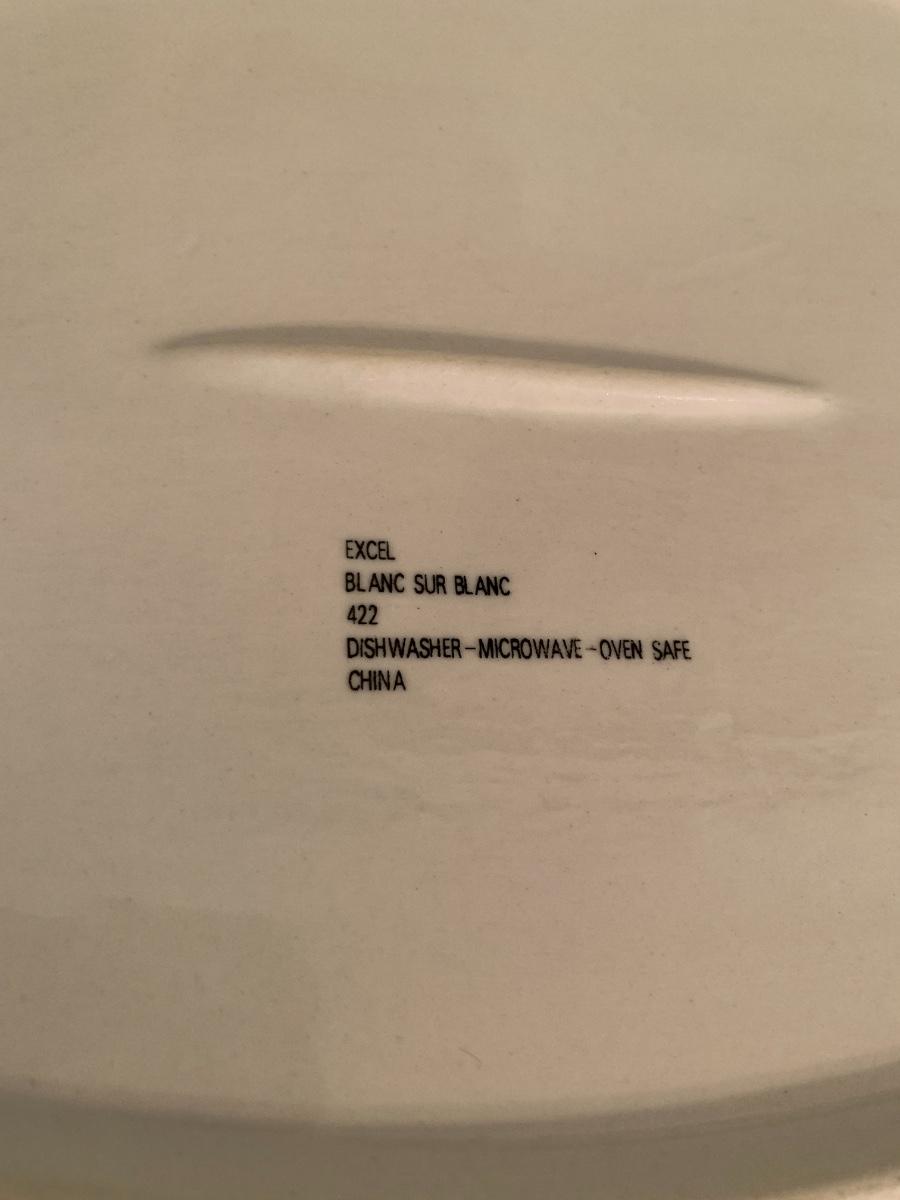 EXCEL
BLANC SUR BLANC
422
DISHWASHER-MICROWAVE-OVEN SAFE
CHINA